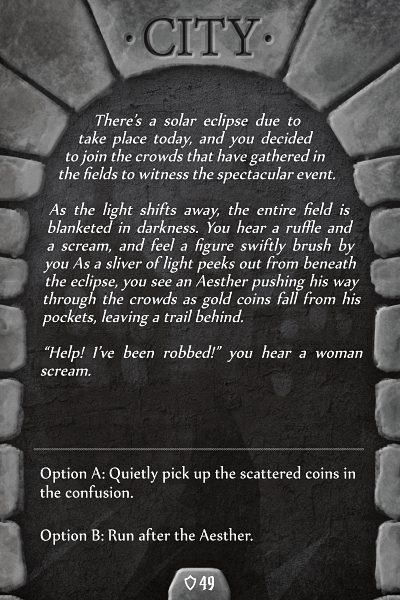 · CITY ·
There's a solar eclipse due to
take place today, and you decided
to join the crowds that have gathered in
the fields to witness the spectacular event.
As the light shifts away, the entire field is
blanketed in darkness. You hear a ruffle and
a scream, and feel a figure swiftly brush by
you As a sliver of light peeks out from beneath
the eclipse, you see an Aesther pushing his way
through the crowds as gold coins fall from his
pockets, leaving a trail behind.
“Help! I've been robbed!” you hear a woman
scream.
Option A: Quietly pick up the scattered coins in
the confusion.
Option B: Run after the Aesther.
49